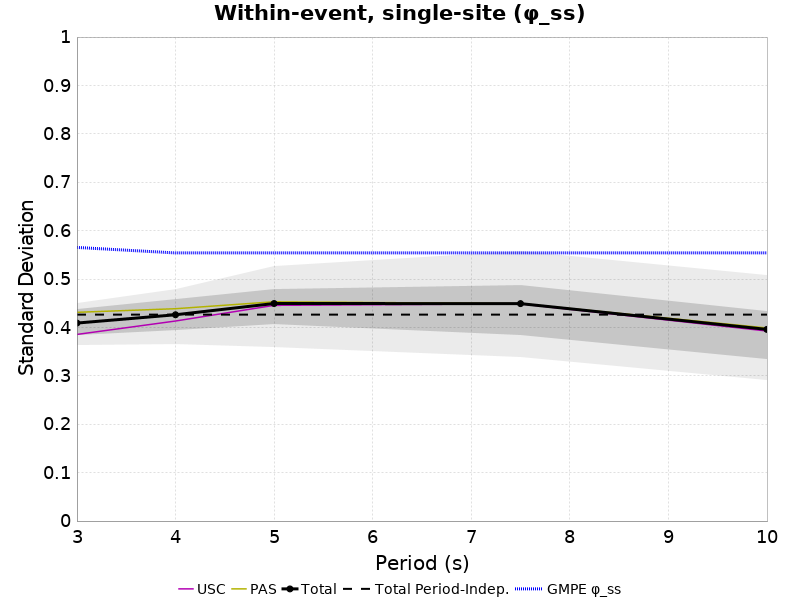 Within-event, single-site (φ_ss)
1
0.9
0.8
0.7
0.6
0.5
0.4
0.3
0.2
0.1
0
Standard Deviation
3 4 5 6 7 8 9 10
Period (s)
USC PAS Total Total Period-Indep. GMPE φ_ss